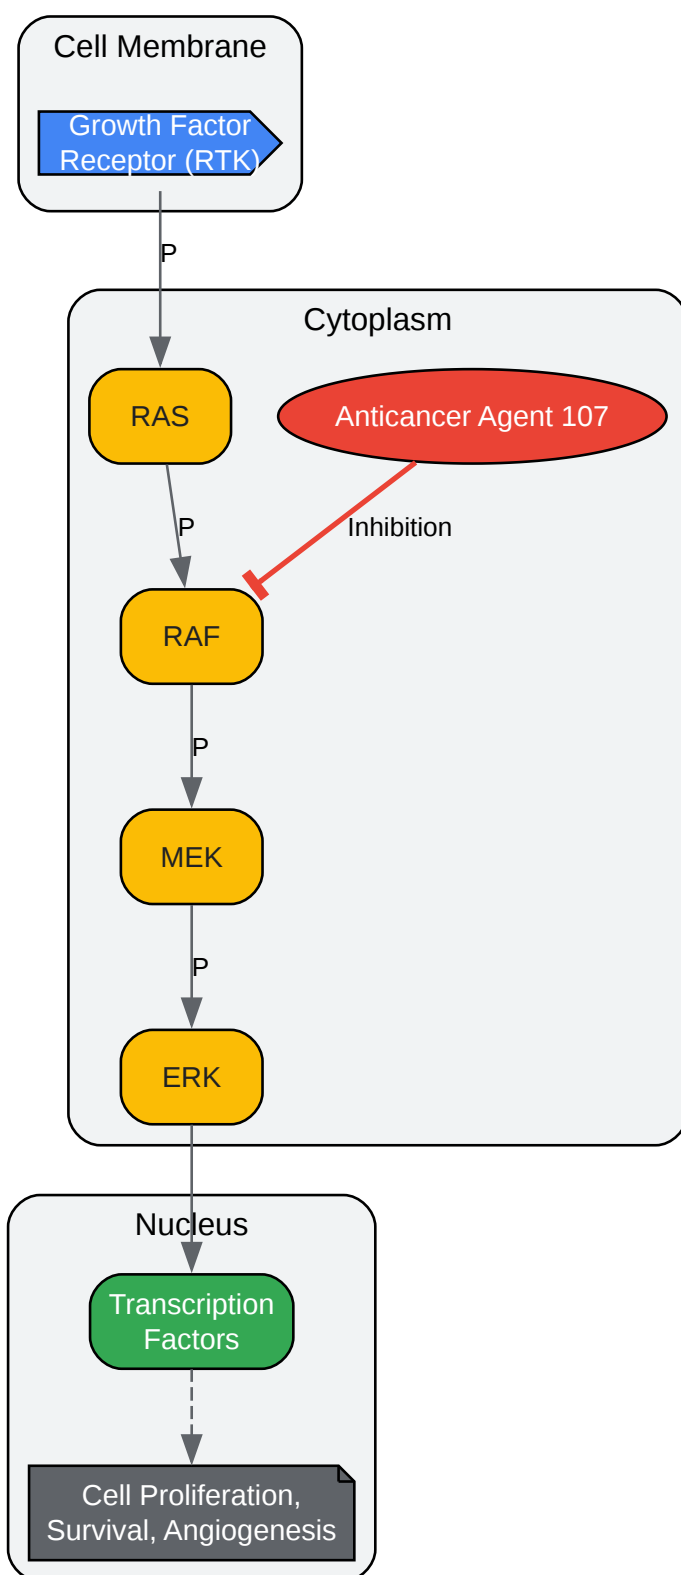 Cell Membrane
Growth Factor
Receptor (RTK)
P
Cytoplasm
RAS
Anticancer Agent 107
P
Inhibition
RAF
P
MEK
P
ERK
Nucleus
Transcription
Factors
Cell Proliferation,
Survival, Angiogenesis